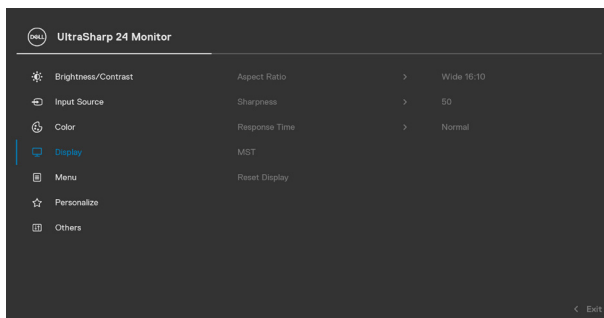 DELL UltraSharp 24 Monitor
Brightness/Contrast Aspect Ratio > Wide 16:10
Input Source Sharpness > 50
Color Response Time > Normal
Display MST
Menu Reset Display
Personalize
Others
< Exit